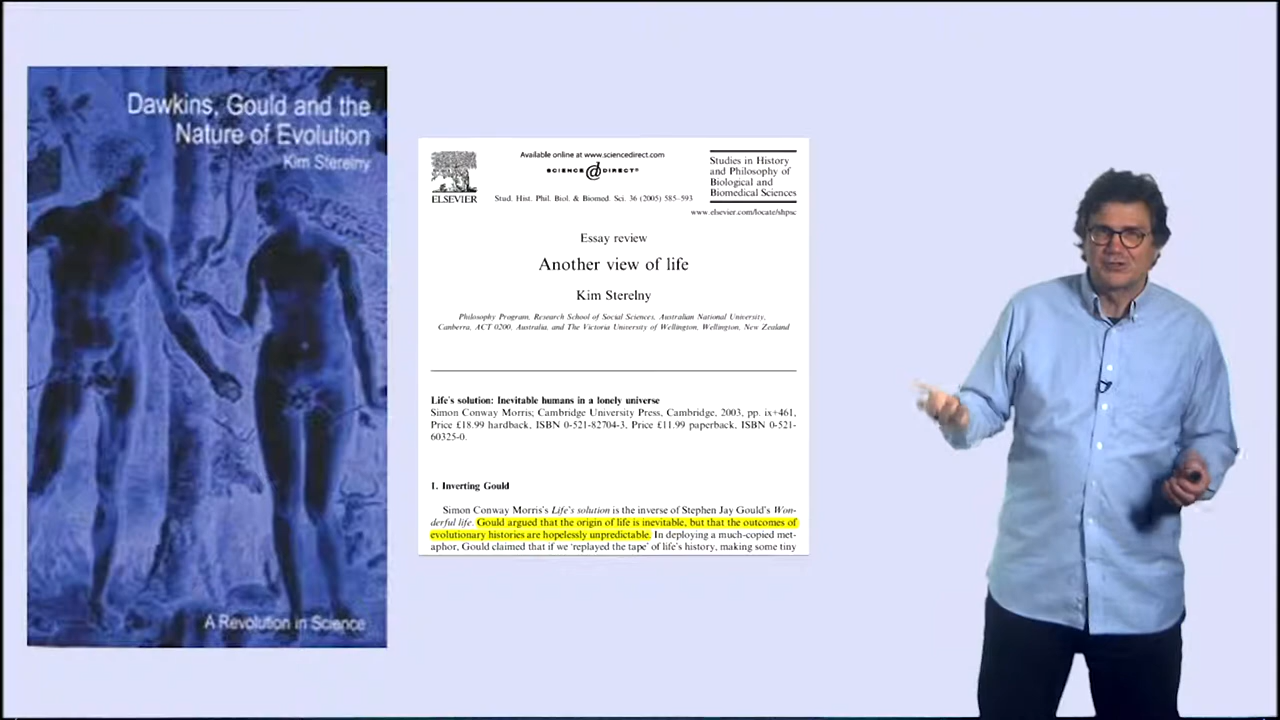 Dawkins, Gould and the
Nature of Evolution
Kim Sterelny
A Revolution in Science
ELSEVIER
Available online at www.sciencedirect.com
SCIENCE @ DIRECT®
Stud. Hist. Phil. Biol. & Biomed. Sci. 36 (2005) 585–593
Studies in History
and Philosophy of
Biological and
Biomedical Sciences
www.elsevier.com/locate/shpsc
Essay review
Another view of life
Kim Sterelny
Philosophy Program, Research School of Social Sciences, Australian National University,
Canberra, ACT 0200, Australia, and The Victoria University of Wellington, Wellington, New Zealand
Life's solution: Inevitable humans in a lonely universe
Simon Conway Morris; Cambridge University Press, Cambridge, 2003, pp. ix+461,
Price £18.99 hardback, ISBN 0-521-82704-3, Price £11.99 paperback, ISBN 0-521-
60325-0.
1. Inverting Gould
Simon Conway Morris's Life's solution is the inverse of Stephen Jay Gould's Won-
derful life. Gould argued that the origin of life is inevitable, but that the outcomes of
evolutionary histories are hopelessly unpredictable. In deploying a much-copied met-
aphor, Gould claimed that if we 'replayed the tape' of life's history, making some tiny